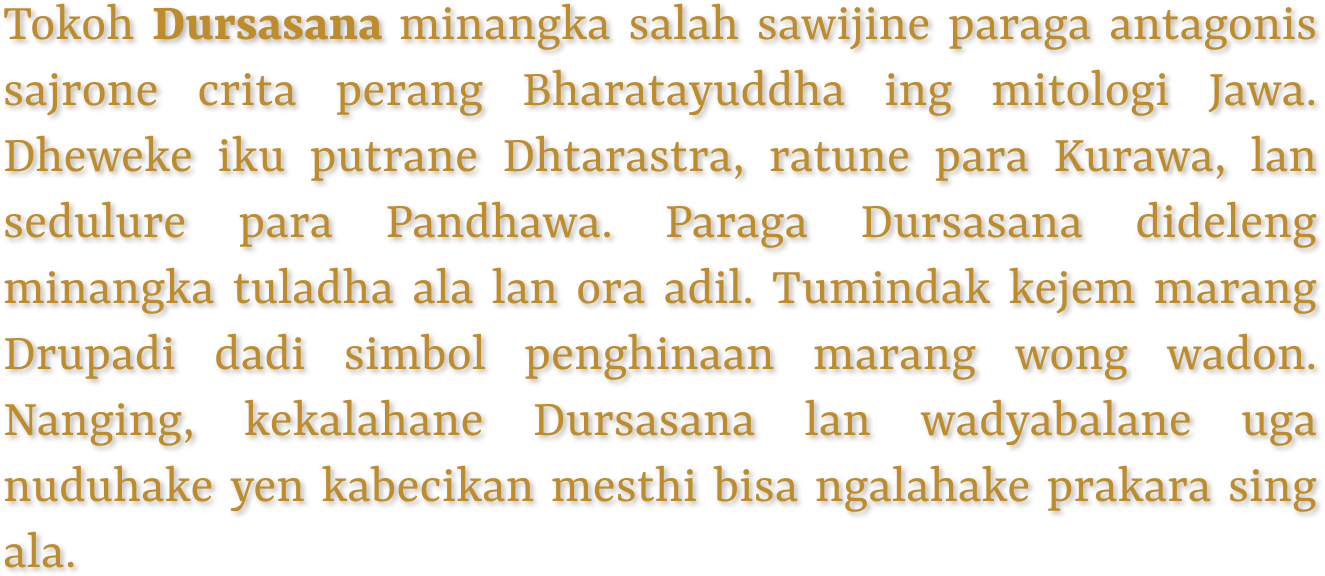 Tokoh Dursasana minangka salah sawijine paraga antagonis
sajrone crita perang Bharatayuddha ing mitologi Jawa.
Dheweke iku putrane Dhtarastra, ratune para Kurawa, lan
sedulure para Pandhawa. Paraga Dursasana dideleng
minangka tuladha ala lan ora adil. Tumindak kejem marang
Drupadi dadi simbol penghinaan marang wong wadon.
Nanging, kekalahane Dursasana lan wadyabalane uga
nuduhake yen kabecikan mesthi bisa ngalahake prakara sing
ala.